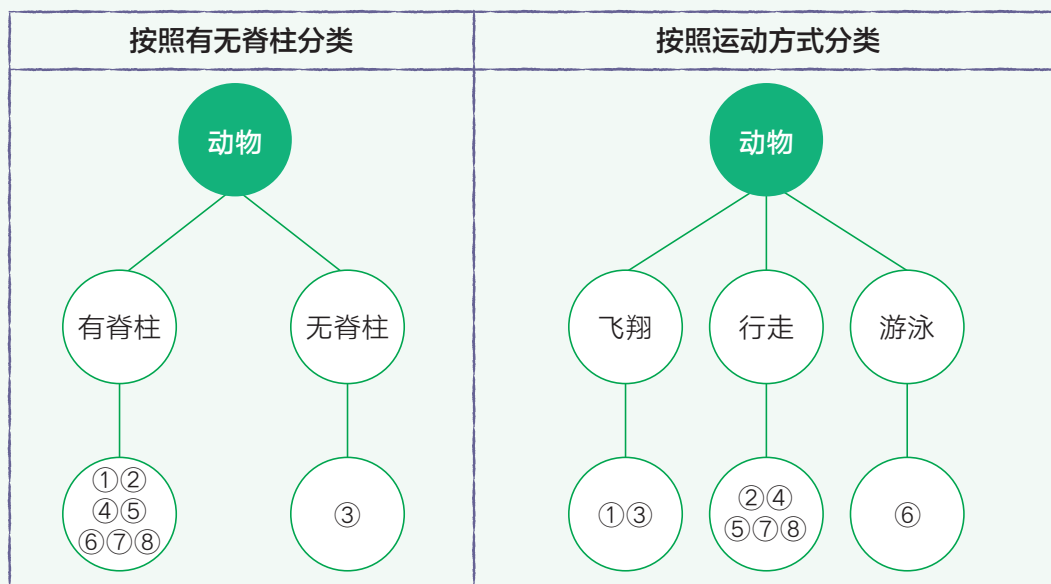 按照有无脊柱分类
按照运动方式分类
动物
有脊柱
无脊柱
①②
④⑤
⑥⑦⑧
③
动物
飞翔
行走
游泳
①③
②④
⑤⑦⑧
⑥